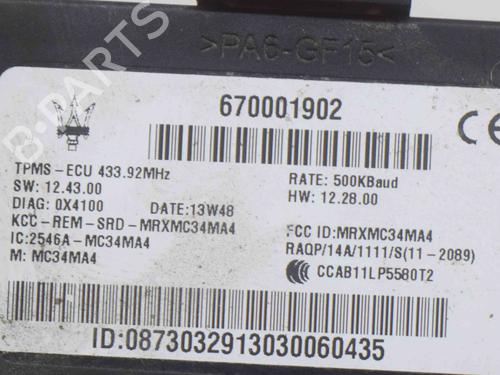 >PA6-GF15<
B-PARTS
670001902
CE
TPMS-ECU 433.92MHz
RATE: 500KBaud
SW: 12.43.00
HW: 12.28.00
DIAG: 0X4100
DATE:13W48
KCC-REM-SRD-MRXMC34MA4
FCC ID:MRXMC34MA4
IC:2546A-MC34MA4
RAQP/14A/1111/S(11-2089)
M: MC34MA4
CCAB11LP5580T2
ID:0873032913030060435